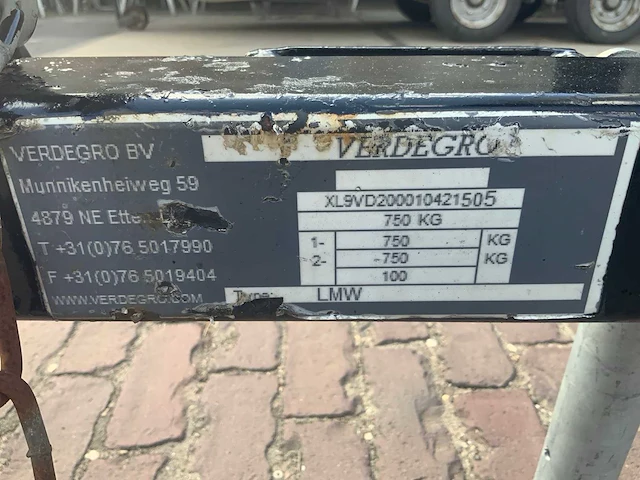 VERDEGRO BV
Munnikenheiweg 59
4879 NE
T +31(0)76 5017990
F +31(0)76 5019404
WWW.VERDEGRO.COM
VERDEGRO
XL9VD200010421505
750 KG
1- 750 KG
2- -750 KG
100
Type: LMW